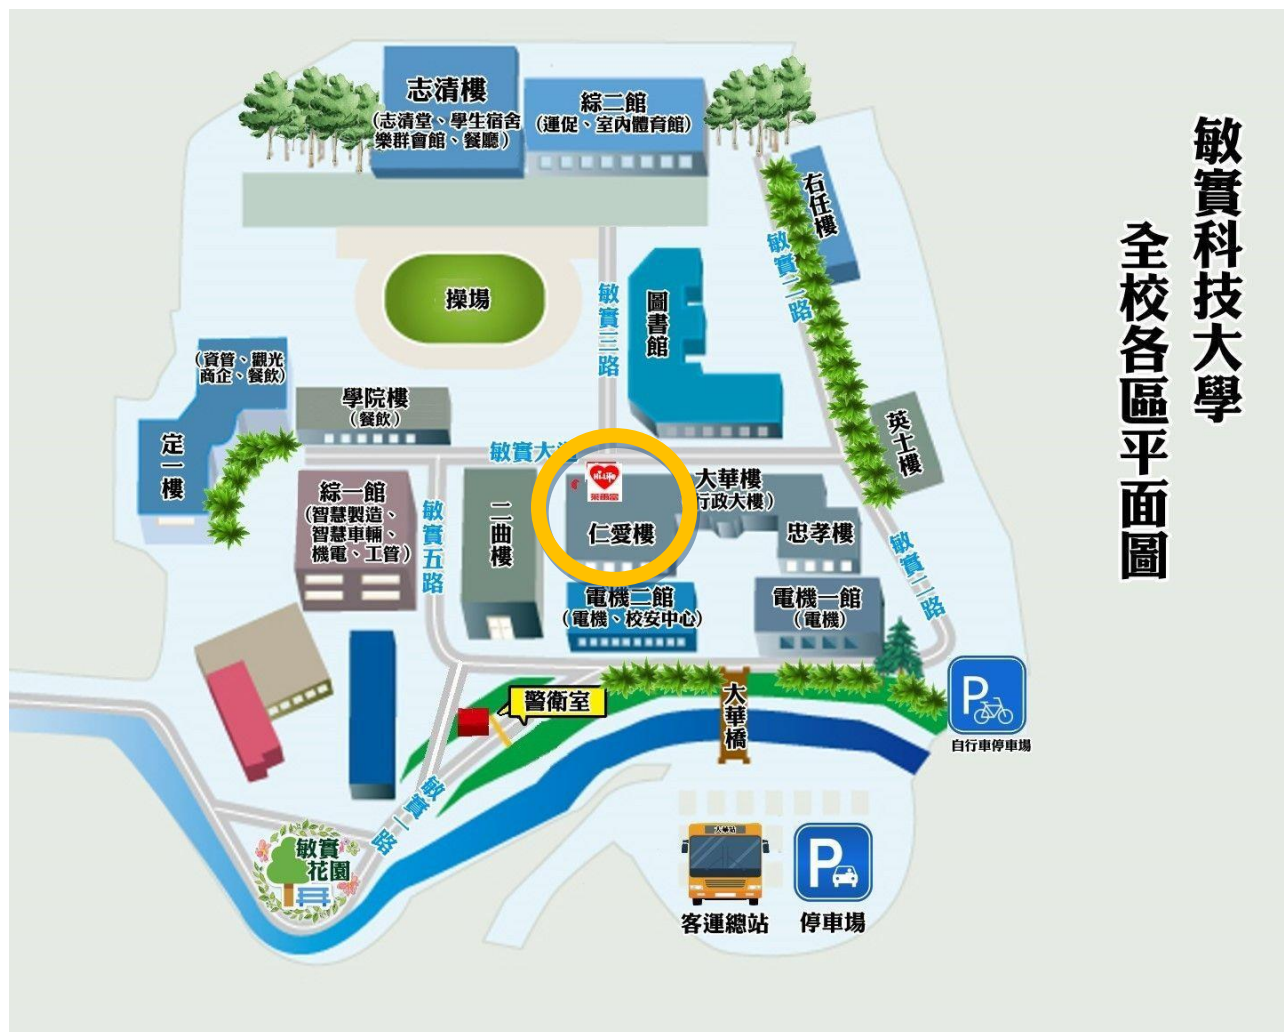 敏實科技大學
全校各區平面圖
志清樓
(志清堂、學生宿舍
樂群會館、餐廳)
綜二館
(運促、室內體育館)
右任樓
敏實二路
操場
敏實三路
圖書館
(資管、觀光
商企、餐飲)
定一樓
學院樓
(餐飲)
敏實大道
英士樓
綜一館
(智慧製造、
智慧車輛、
機電、工管)
敏實五路
二曲樓
Hi-Life
萊爾富
仁愛樓
大華樓
行政大樓)
忠孝樓
敏實二路
電機二館
(電機、校安中心)
電機一館
(電機)
警衛室
大華橋
P
自行車停車場
敏實一路
敏實
花園
大華站
客運總站
P
停車場